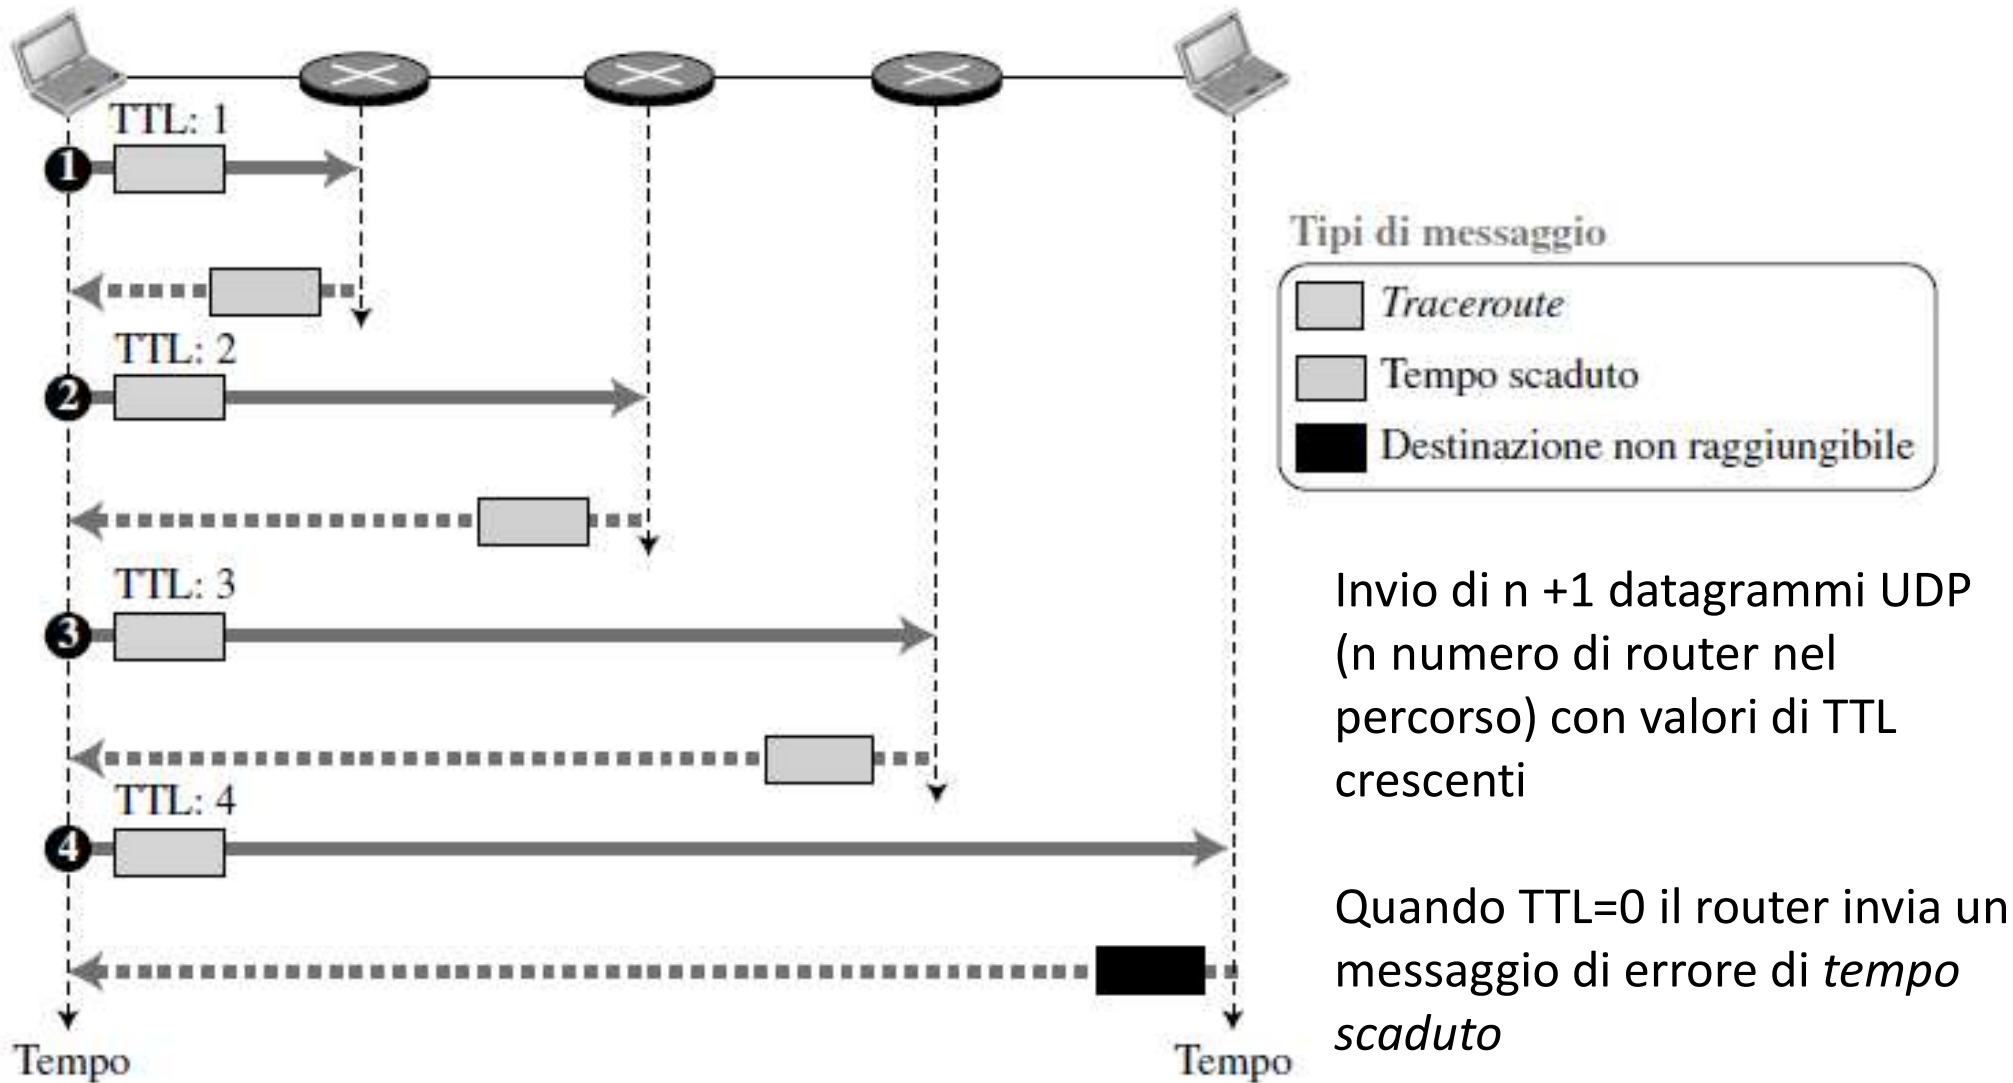 TTL: 1
1
TTL: 2
2
TTL: 3
3
TTL: 4
4
Tempo
Tempo
Tipi di messaggio
Traceroute
Tempo scaduto
Destinazione non raggiungibile
Invio di n +1 datagrammi UDP
(n numero di router nel
percorso) con valori di TTL
crescenti
Quando TTL=0 il router invia un
messaggio di errore di tempo
scaduto